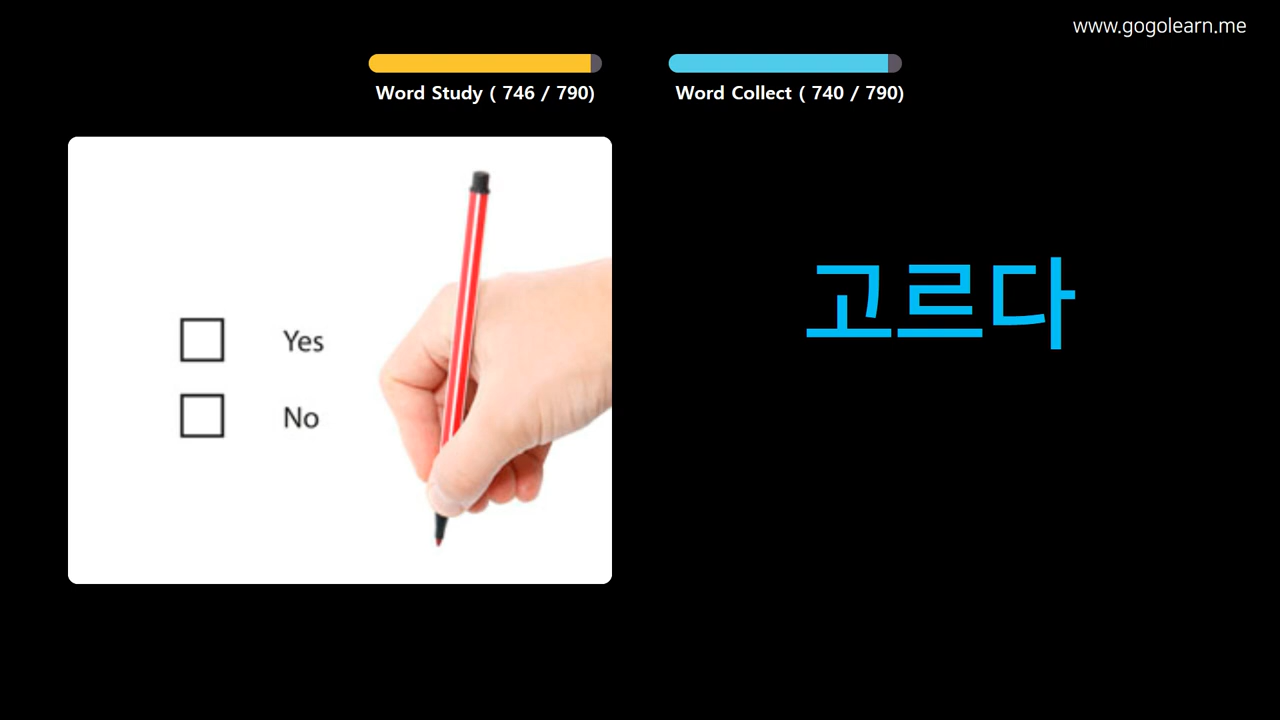 www.gogolearn.me
Word Study ( 746 / 790)
Word Collect ( 740 / 790)
Yes
No
고르다